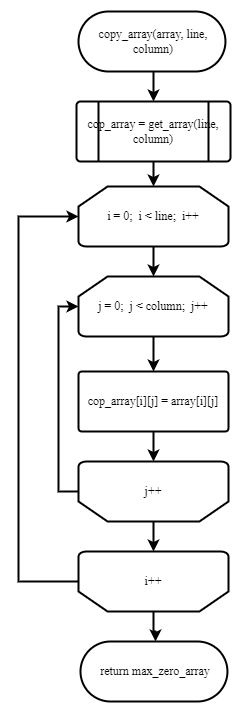 copy_array(array, line,
column)
cop_array = get_array(line,
column)
i = 0; i < line; i++
j = 0; j < column; j++
cop_array[i][j] = array[i][j]
j++
i++
return max_zero_array